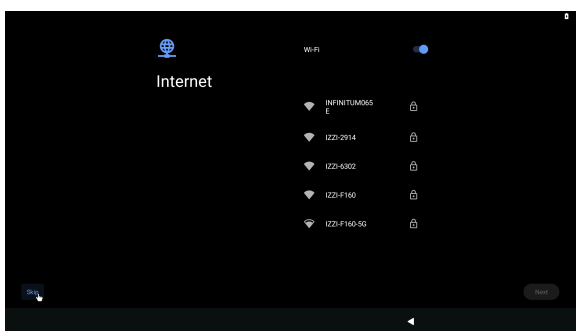 Internet
Wi-Fi
INFINITUM065
E
IZZI-2914
IZZI-6302
IZZI-F160
IZZI-F160-5G
Skip
Next